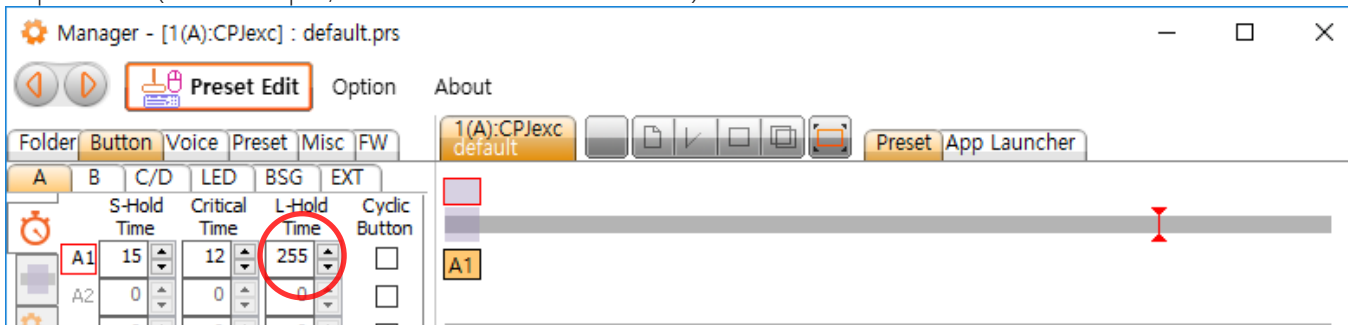 Manager - [1(A):CPJexc] : default.prs
Preset Edit Option About
Folder Button Voice Preset Misc FW
1(A):CPJexc
default
Preset App Launcher
A B C/D LED BSG EXT
S-Hold Time Critical Time L-Hold Time Cyclic Button
A1 15 12 255
A1
A2 0 0 0